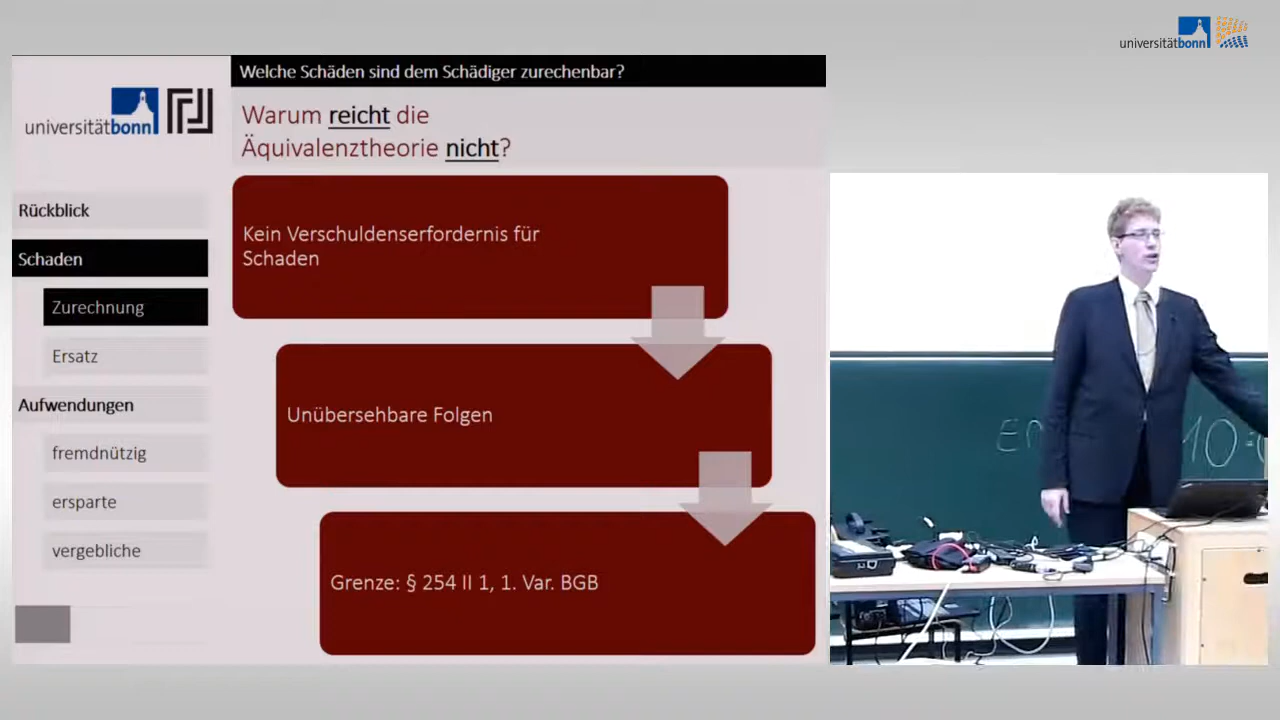 universitätbonn
Welche Schäden sind dem Schädiger zurechenbar?
universitätbonn
Warum reicht die
Äquivalenztheorie nicht?
Rückblick
Schaden
Zurechnung
Ersatz
Aufwendungen
fremdnützig
ersparte
vergebliche
Kein Verschuldenserfordernis für
Schaden
Unübersehbare Folgen
Grenze: § 254 II 1, 1. Var. BGB
10: